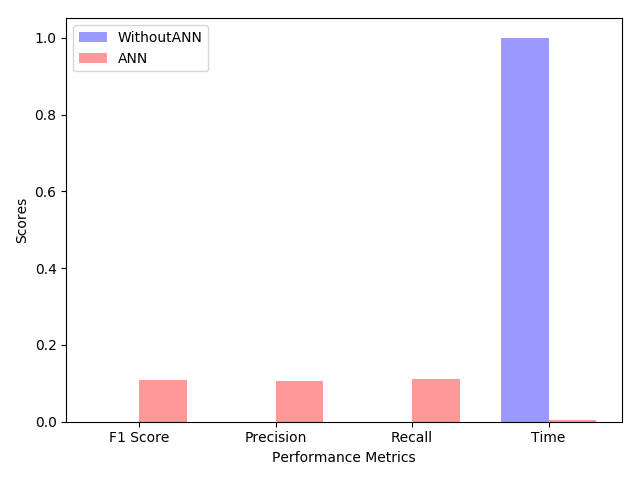 WithoutANN
ANN
1.0
0.8
0.6
0.4
0.2
0.0
Scores
F1 Score
Precision
Recall
Time
Performance Metrics